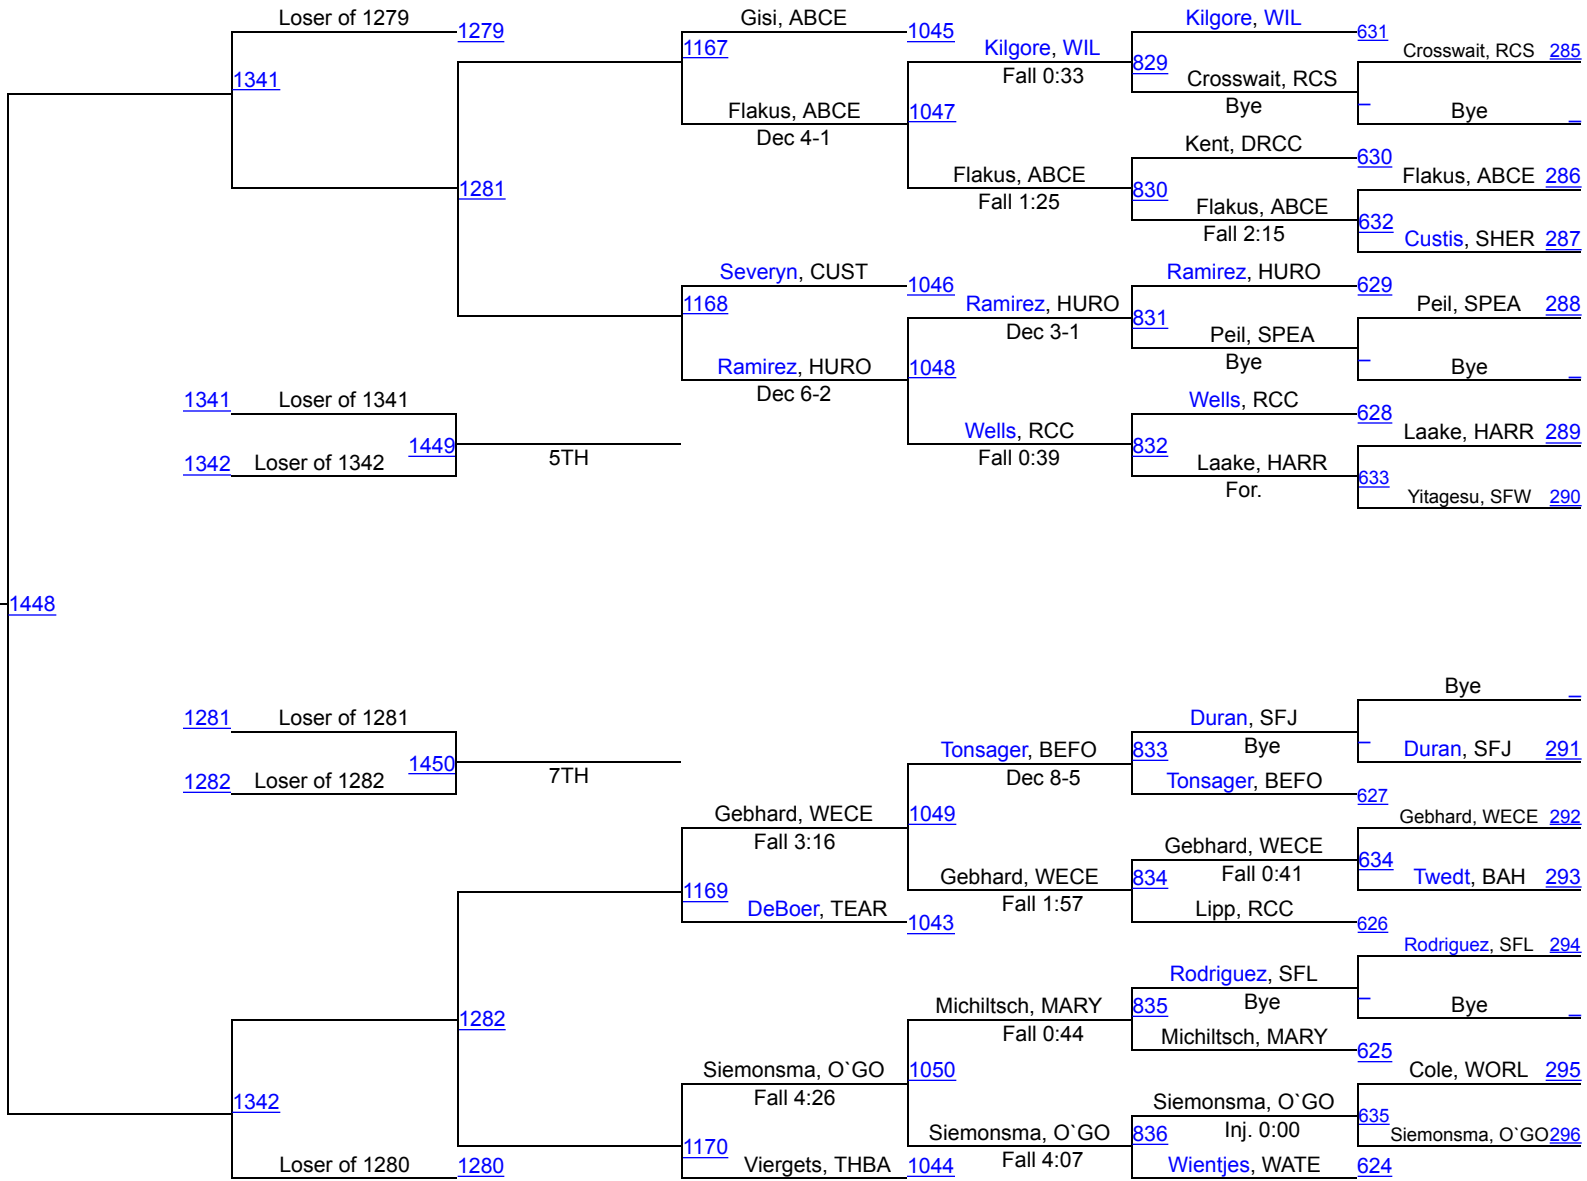 Loser of 1279
1279
Gisi, ABCE
1045
Kilgore, WIL
631
Crosswait, RCS 285
1341
1167
Kilgore, WIL
Fall 0:33
829
Crosswait, RCS
Bye
Bye
Flakus, ABCE
Dec 4-1
1047
Kent, DRCC
630
Flakus, ABCE 286
1281
Flakus, ABCE
Fall 1:25
830
Flakus, ABCE
Fall 2:15
632
Custis, SHER 287
Severyn, CUST
1046
Ramirez, HURO
629
Peil, SPEA 288
1168
Ramirez, HURO
Dec 3-1
831
Peil, SPEA
Bye
Bye
Ramirez, HURO
Dec 6-2
1048
1341 Loser of 1341
Wells, RCC
628
Laake, HARR 289
1449
5TH
Wells, RCC
Fall 0:39
832
1342 Loser of 1342
Laake, HARR
For.
633
Yitagesu, SFW 290
1448
Bye
1281 Loser of 1281
Duran, SFJ
Bye
Duran, SFJ 291
1450
7TH
Tonsager, BEFO
Dec 8-5
833
1282 Loser of 1282
Tonsager, BEFO
627
Gebhard, WECE
Fall 3:16
1049
Gebhard, WECE 292
Gebhard, WECE
Fall 0:41
634
Twedt, BAH 293
1169
Gebhard, WECE
Fall 1:57
834
DeBoer, TEAR
1043
Lipp, RCC
626
Rodriguez, SFL 294
Rodriguez, SFL
Bye
Bye
1282
Michiltsch, MARY
Fall 0:44
835
Michiltsch, MARY
625
Siemonsma, O`GO
Fall 4:26
1050
Cole, WORL 295
1342
Siemonsma, O`GO
Inj. 0:00
635
Siemonsma, O`GO 296
1170
Siemonsma, O`GO
Fall 4:07
836
Loser of 1280
1280
Viergets, THBA
1044
Wientjes, WATE
624